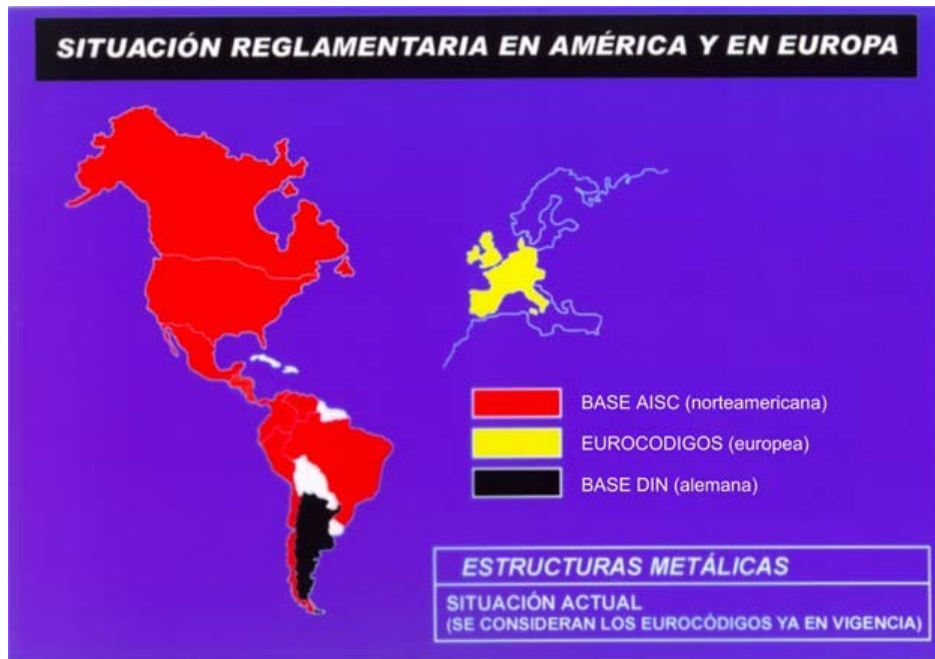 SITUACIÓN REGLAMENTARIA EN AMÉRICA Y EN EUROPA
BASE AISC (norteamericana)
EUROCODIGOS (europea)
BASE DIN (alemana)
ESTRUCTURAS METÁLICAS
SITUACIÓN ACTUAL
(SE CONSIDERAN LOS EUROCÓDIGOS YA EN VIGENCIA)